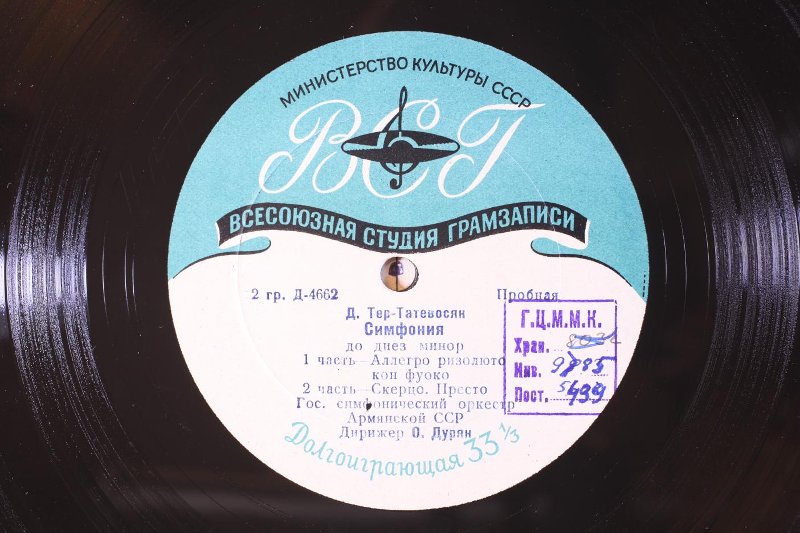 МИНИСТЕРСТВО КУЛЬТУРЫ СССР
ВСГ
ВСЕСОЮЗНАЯ СТУДИЯ ГРАМЗАПИСИ
2 гр. Д-4662 Пробная
Д. Тер-Татевосян
Симфония
до диез минор
1 часть—Аллегро ризолюто
кон фуоко
2 часть—Скерцо. Престо
Гос. симфонический оркестр
Армянской ССР
Дирижер О. Дурян
Долгоиграющая 33 1/3
Г.Ц.М.М.К.
Хран.
Инв.
Пост. 5499